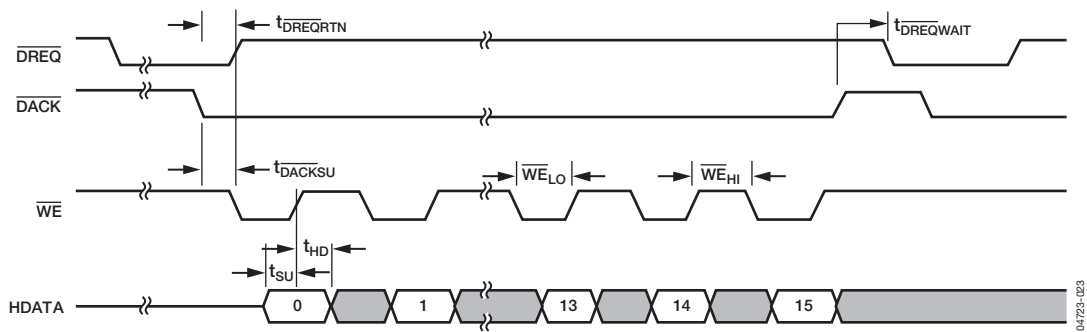 tDREQRTN
tDREQWAIT
DREQ
DACK
tDACKSU
WELO
WEHI
WE
tHD
tSU
HDATA
0
1
13
14
15
04723-023